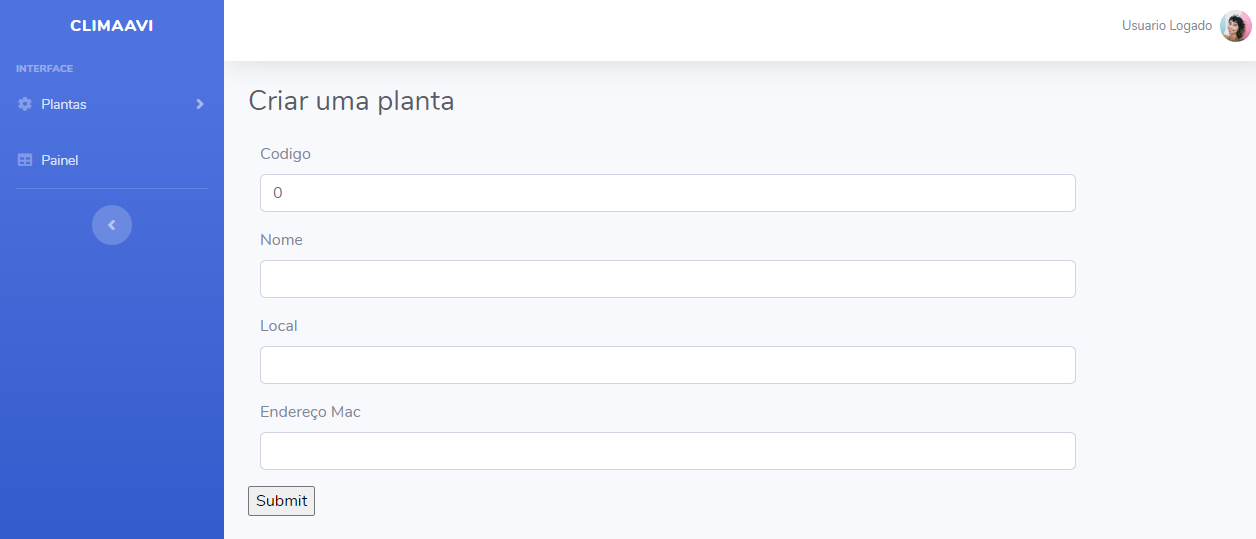 CLIMAAVI
Usuario Logado
INTERFACE
Plantas
Painel
Criar uma planta
Codigo
0
Nome
Local
Endereço Mac
Submit